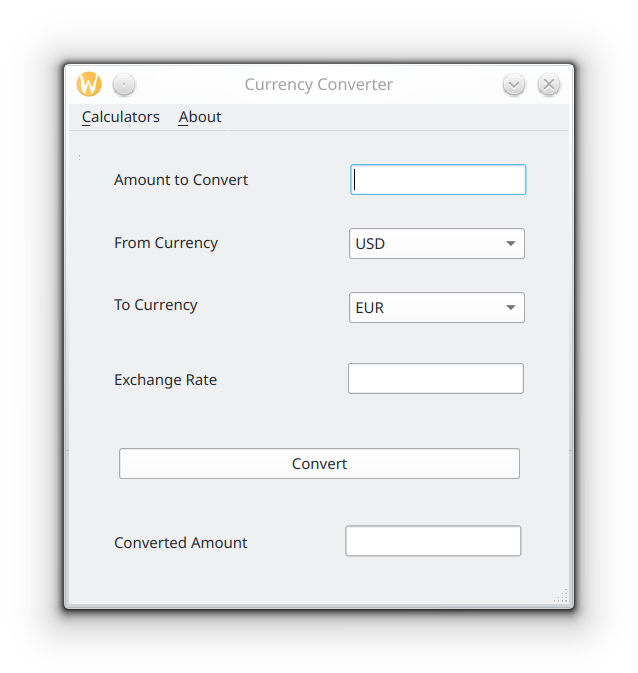 W
Currency Converter
Calculators About
Amount to Convert
From Currency USD
To Currency EUR
Exchange Rate
Convert
Converted Amount